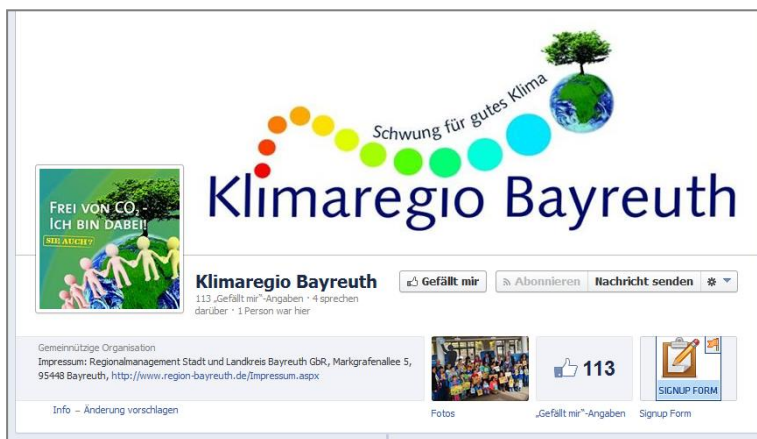 Schwung für gutes Klima
Klimaregio Bayreuth
FREI VON CO₂ -
ICH BIN DABEI!
SIE AUCH?
Klimaregio Bayreuth
113 „Gefällt mir"-Angaben · 4 sprechen
darüber · 1 Person war hier
Gefällt mir
Abonnieren
Nachricht senden
Gemeinnützige Organisation
Impressum: Regionalmanagement Stadt und Landkreis Bayreuth GbR, Markgrafenallee 5,
95448 Bayreuth, http://www.region-bayreuth.de/Impressum.aspx
Info – Änderung vorschlagen
113
SIGNUP FORM
Fotos
„Gefällt mir"-Angaben
Signup Form